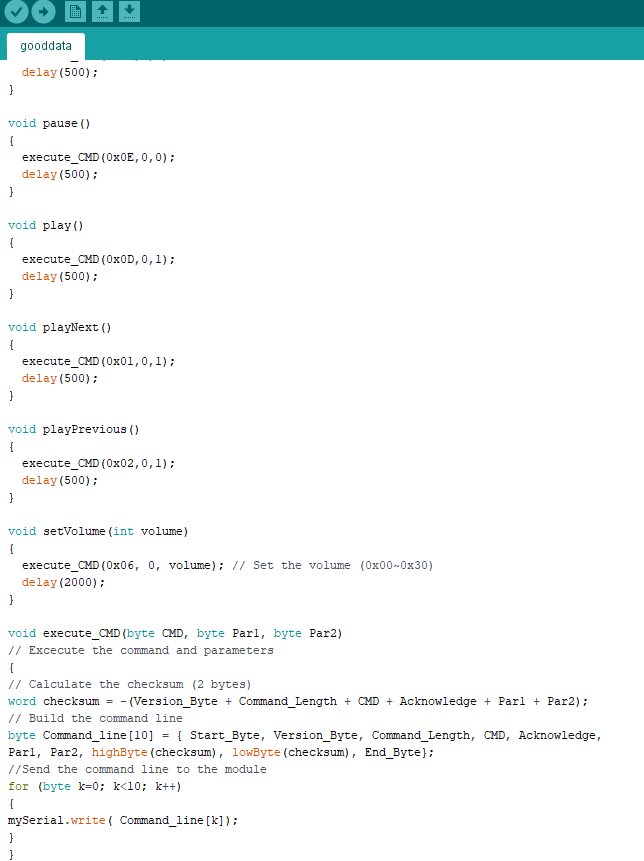 gooddata
delay(500);
}
void pause()
{
execute_CMD(0x0E,0,0);
delay(500);
}
void play()
{
execute_CMD(0x0D,0,1);
delay(500);
}
void playNext()
{
execute_CMD(0x01,0,1);
delay(500);
}
void playPrevious()
{
execute_CMD(0x02,0,1);
delay(500);
}
void setVolume(int volume)
{
execute_CMD(0x06, 0, volume); // Set the volume (0x00~0x30)
delay(2000);
}
void execute_CMD(byte CMD, byte Par1, byte Par2)
// Excecute the command and parameters
{
// Calculate the checksum (2 bytes)
word checksum = -(Version_Byte + Command_Length + CMD + Acknowledge + Par1 + Par2);
// Build the command line
byte Command_line[10] = { Start_Byte, Version_Byte, Command_Length, CMD, Acknowledge,
Par1, Par2, highByte(checksum), lowByte(checksum), End_Byte};
//Send the command line to the module
for (byte k=0; k<10; k++)
{
mySerial.write( Command_line[k]);
}
}